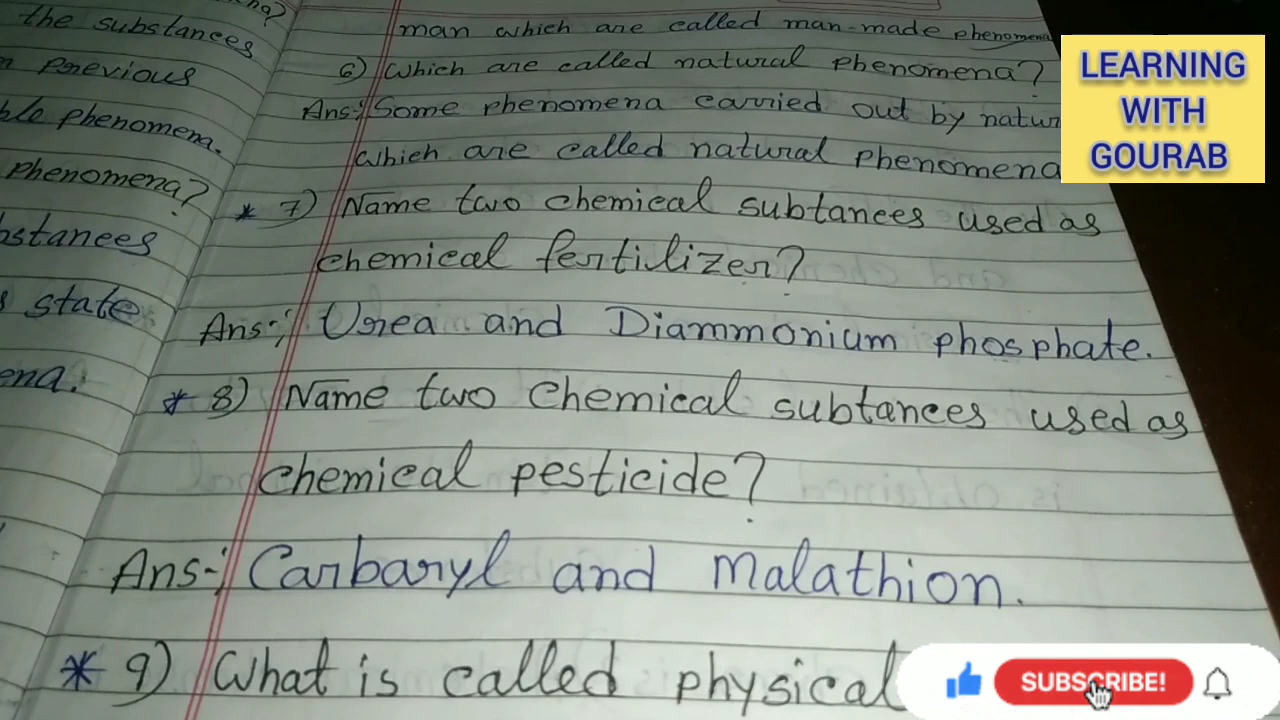 the substances
previous
ble phenomena.
phenomena?
bstances
state
ena.
man which are called man-made phenomena
6) Which are called natural phenomena?
Ans:- Some phenomena carried out by natur
which are called natural phenomena
* 7) Name two chemical subtances used as
chemical fertilizer?
Ans:- Urea and Diammonium phosphate.
* 8) Name two chemical subtances used as
chemical pesticide?
Ans:- Carbaryl and Malathion.
* 9) What is called physical
LEARNING
WITH
GOURAB
SUBSCRIBE!